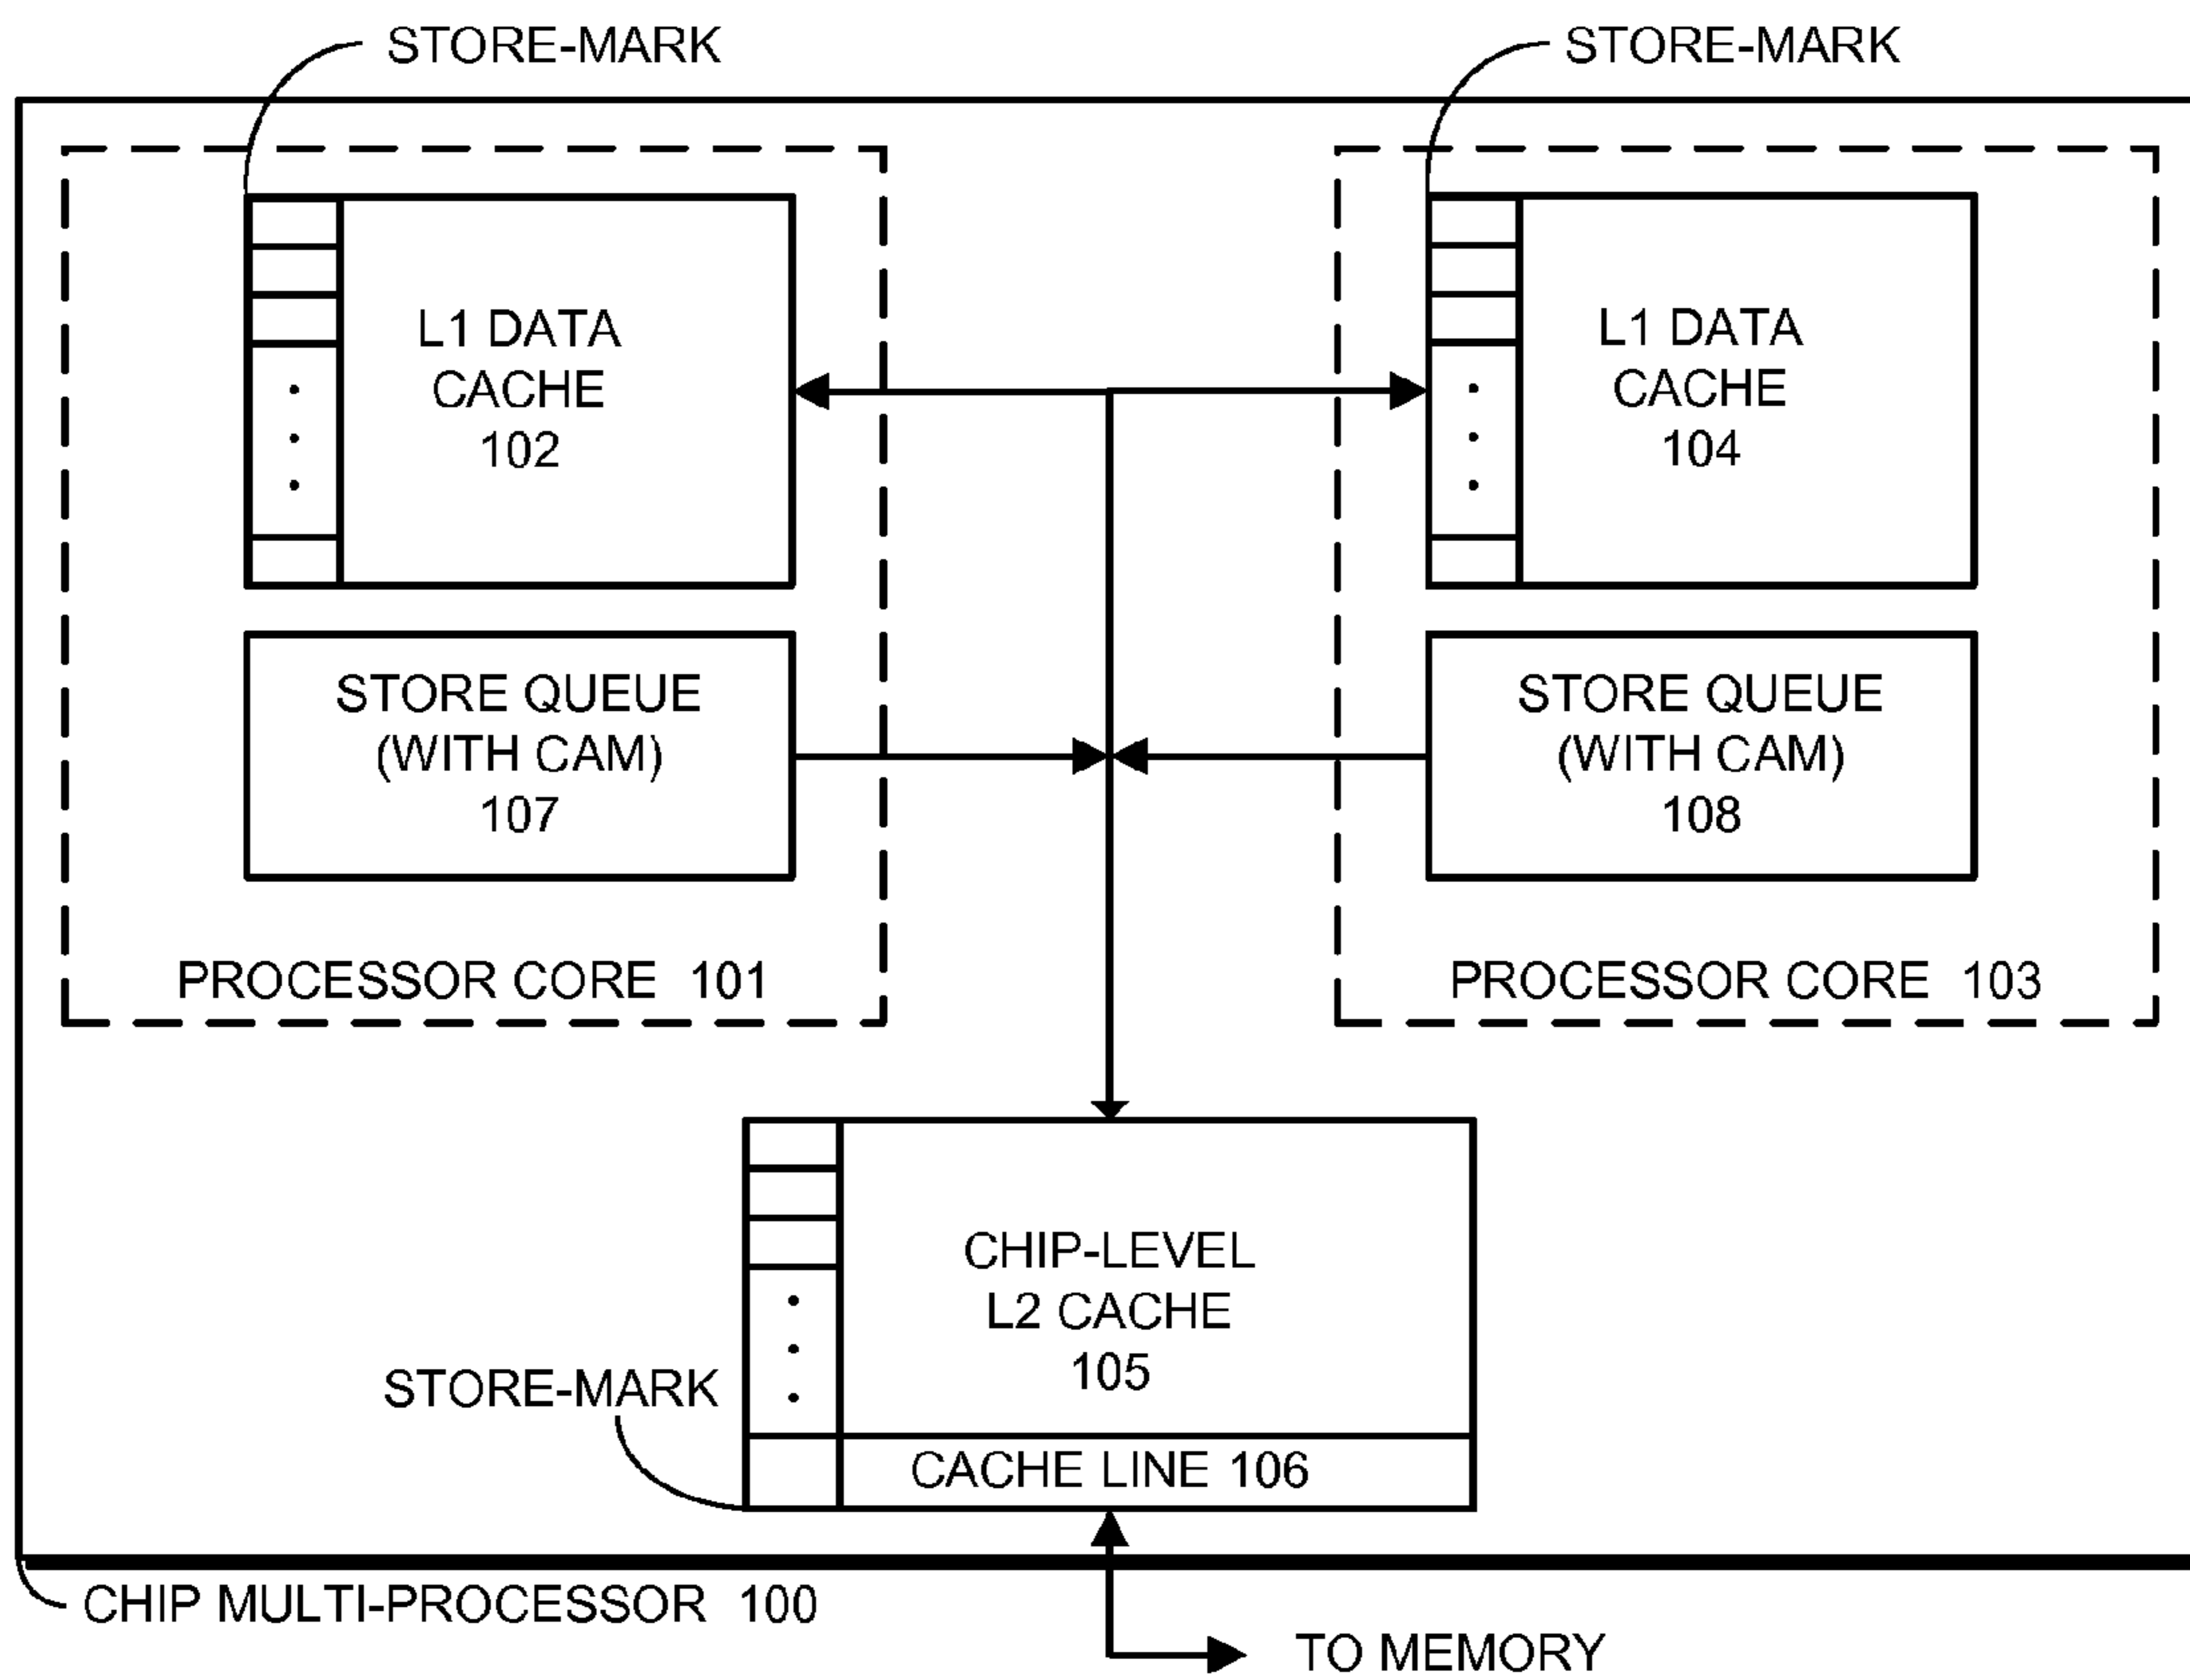 STORE-MARK
STORE-MARK
L1 DATA
CACHE
102
L1 DATA
CACHE
104
STORE QUEUE
(WITH CAM)
107
STORE QUEUE
(WITH CAM)
108
PROCESSOR CORE 101
PROCESSOR CORE 103
CHIP-LEVEL
L2 CACHE
105
STORE-MARK
CACHE LINE 106
CHIP MULTI-PROCESSOR 100
TO MEMORY